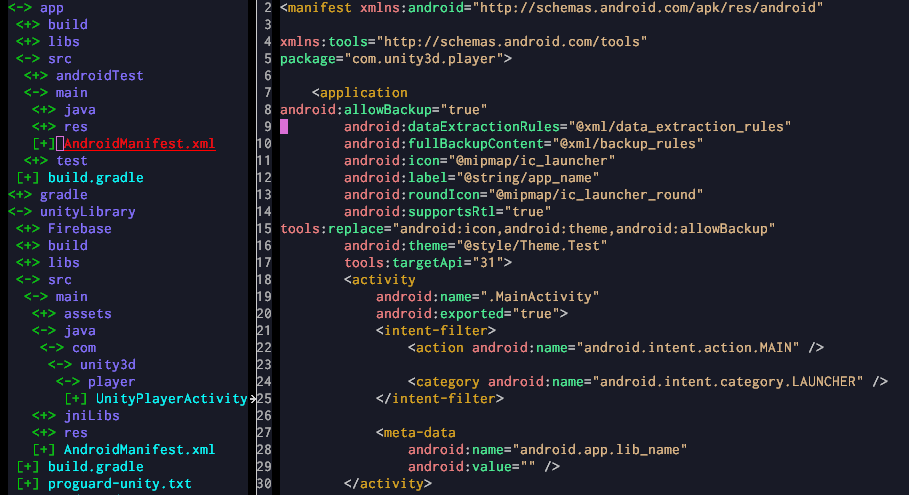 <-> app
<+> build
<+> libs
<-> src
<+> androidTest
<-> main
<+> java
<+> res
[+] AndroidManifest.xml
<+> test
[+] build.gradle
<+> gradle
<-> unityLibrary
<+> Firebase
<+> build
<+> libs
<-> src
<-> main
<+> assets
<-> java
<-> com
<-> unity3d
<-> player
[+] UnityPlayerActivity→
<+> jniLibs
<+> res
[+] AndroidManifest.xml
[+] build.gradle
[+] proguard-unity.txt
2 <manifest xmlns:android="http://schemas.android.com/apk/res/android"
3
4 xmlns:tools="http://schemas.android.com/tools"
5 package="com.unity3d.player">
6
7 <application
8 android:allowBackup="true"
9 android:dataExtractionRules="@xml/data_extraction_rules"
10 android:fullBackupContent="@xml/backup_rules"
11 android:icon="@mipmap/ic_launcher"
12 android:label="@string/app_name"
13 android:roundIcon="@mipmap/ic_launcher_round"
14 android:supportsRtl="true"
15 tools:replace="android:icon,android:theme,android:allowBackup"
16 android:theme="@style/Theme.Test"
17 tools:targetApi="31">
18 <activity
19 android:name=".MainActivity"
20 android:exported="true">
21 <intent-filter>
22 <action android:name="android.intent.action.MAIN" />
23
24 <category android:name="android.intent.category.LAUNCHER" />
25 </intent-filter>
26
27 <meta-data
28 android:name="android.app.lib_name"
29 android:value="" />
30 </activity>